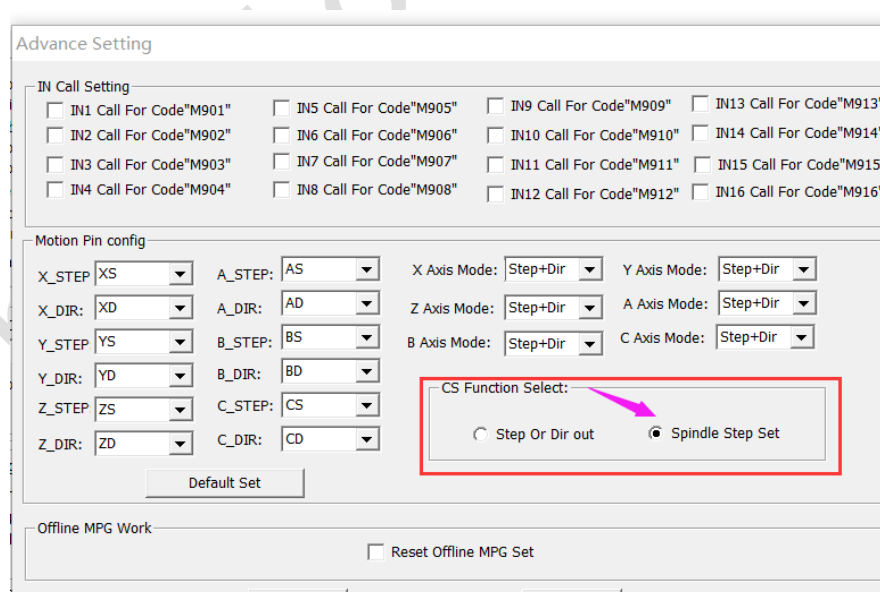 Advance Setting
IN Call Setting
IN1 Call For Code"M901" IN5 Call For Code"M905" IN9 Call For Code"M909" IN13 Call For Code"M913"
IN2 Call For Code"M902" IN6 Call For Code"M906" IN10 Call For Code"M910" IN14 Call For Code"M914"
IN3 Call For Code"M903" IN7 Call For Code"M907" IN11 Call For Code"M911" IN15 Call For Code"M915
IN4 Call For Code"M904" IN8 Call For Code"M908" IN12 Call For Code"M912" IN16 Call For Code"M916"
Motion Pin config
X_STEP XS A_STEP: AS X Axis Mode: Step+Dir Y Axis Mode: Step+Dir
X_DIR: XD A_DIR: AD Z Axis Mode: Step+Dir A Axis Mode: Step+Dir
Y_STEP YS B_STEP: BS B Axis Mode: Step+Dir C Axis Mode: Step+Dir
Y_DIR: YD B_DIR: BD
CS Function Select:
Z_STEP ZS C_STEP: CS
Z_DIR: ZD C_DIR: CD Step Or Dir out Spindle Step Set
Default Set
Offline MPG Work
Reset Offline MPG Set